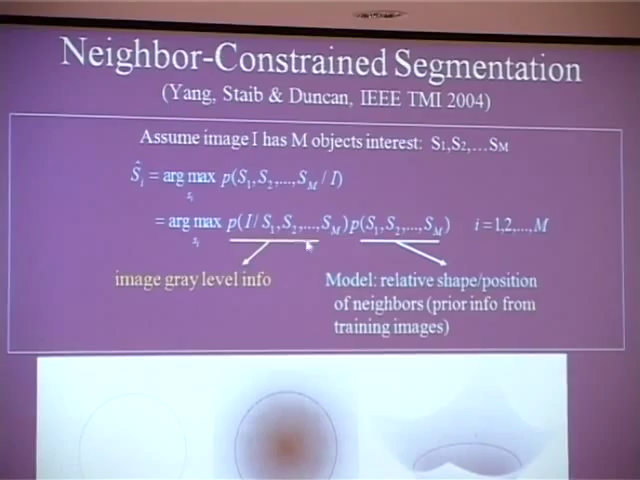 Neighbor-Constrained Segmentation
(Yang, Staib & Duncan, IEEE TMI 2004)
Assume image I has M objects interest: S1,S2,…SM
Ŝi = arg max p(S1,S2,...,SM / I)
si
= arg max p(I / S1,S2,...,SM)p(S1,S2,...,SM) i = 1,2,...,M
si
image gray level info
Model: relative shape/position
of neighbors (prior info from
training images)